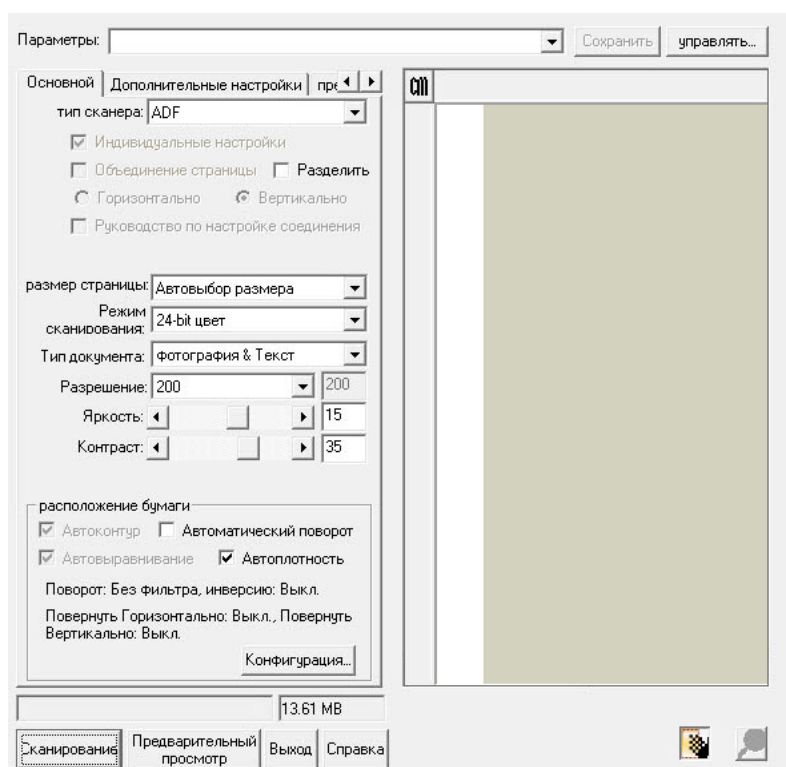 Параметры:
Сохранить
управлять...
Основной
Дополнительные настройки
пре
тип сканера: ADF
Индивидуальные настройки
Объединение страницы
Разделить
Горизонтально
Вертикально
Руководство по настройке соединения
размер страницы: Автовыбор размера
Режим
сканирования:
24-bit цвет
Тип документа: Фотография & Текст
Разрешение: 200
200
Яркость:
15
Контраст:
35
расположение бумаги
Автоконтур
Автоматический поворот
Автовыравнивание
Автоплотность
Поворот: Без фильтра, инверсию: Выкл.
Повернуть Горизонтально: Выкл., Повернуть
Вертикально: Выкл.
Конфигурация...
13.61 MB
Сканирование
Предварительный
просмотр
Выход
Справка
cm